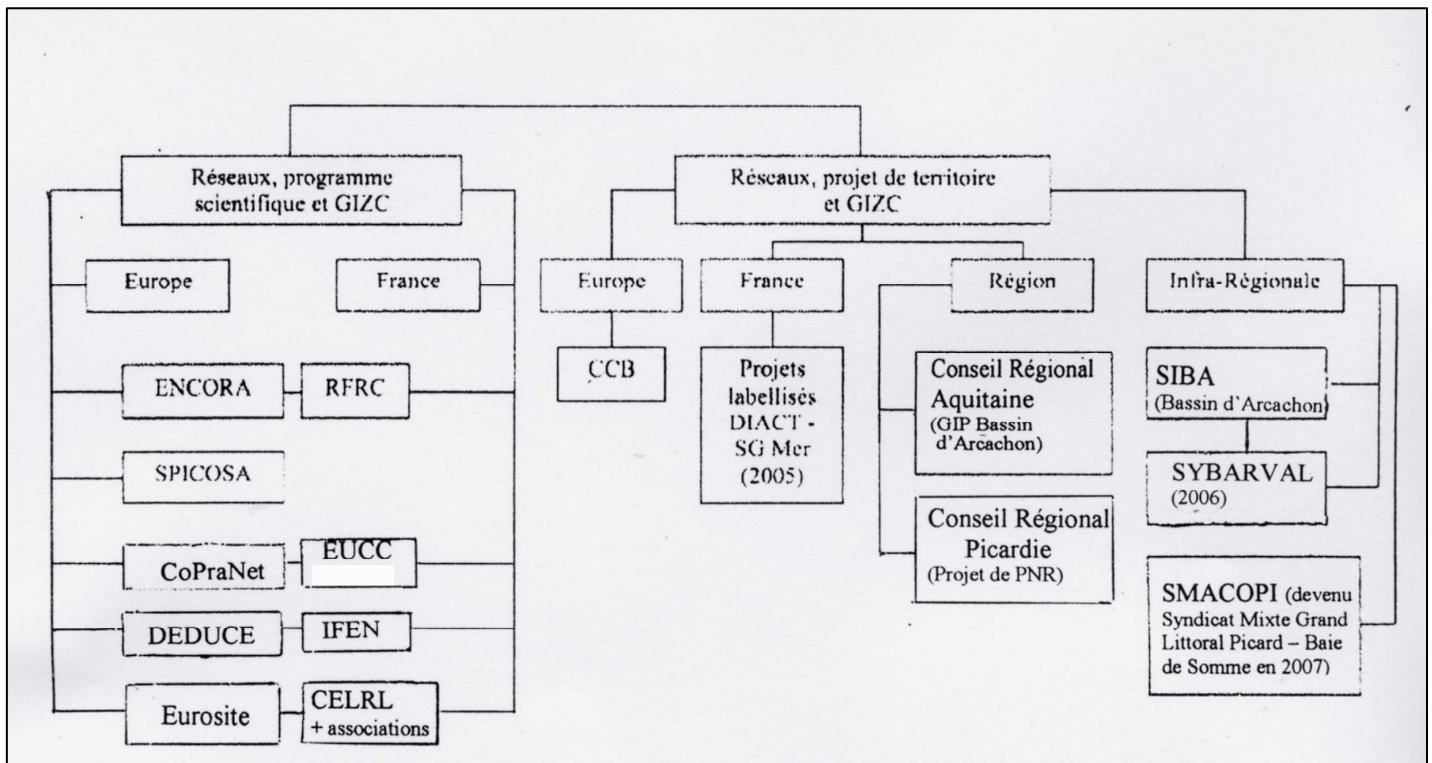 Réseaux, programme
scientifique et GIZC
Réseaux, projet de territoire
et GIZC
Europe
France
Europe
France
Région
Infra-Régionale
ENCORA
RFRC
SPICOSA
CoPraNet
EUCC
DEDUCE
IFEN
Eurosite
CELRL
+ associations
CCB
Projets
labellisés
DIACT -
SG Mer
(2005)
Conseil Régional
Aquitaine
(GIP Bassin
d'Arcachon)
Conseil Régional
Picardie
(Projet de PNR)
SIBA
(Bassin d'Arcachon)
SYBARVAL
(2006)
SMACOPI (devenu
Syndicat Mixte Grand
Littoral Picard – Baie
de Somme en 2007)